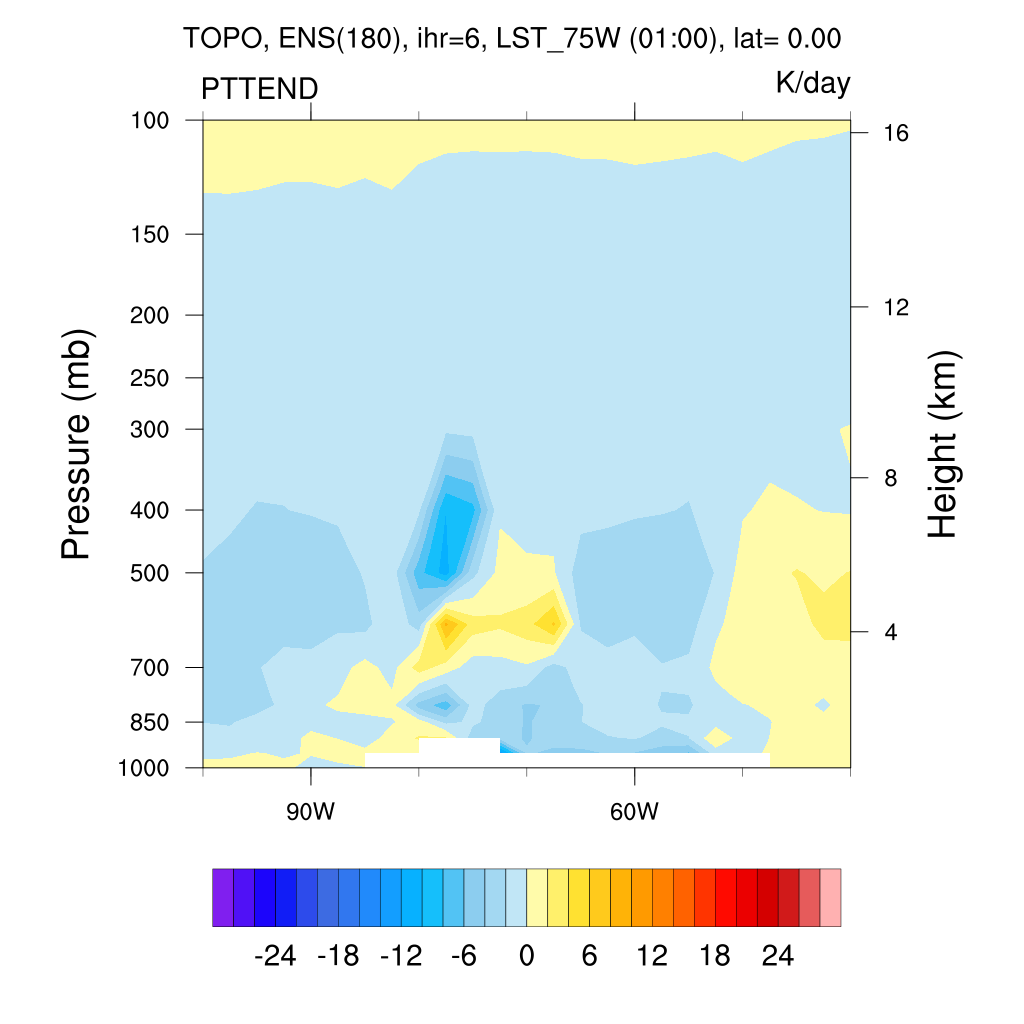 TOPO, ENS(180), ihr=6, LST_75W (01:00), lat= 0.00
PTTEND
K/day
100
150
200
250
300
400
500
700
850
1000
Pressure (mb)
16
12
8
4
Height (km)
90W
60W
-24 -18 -12 -6 0 6 12 18 24